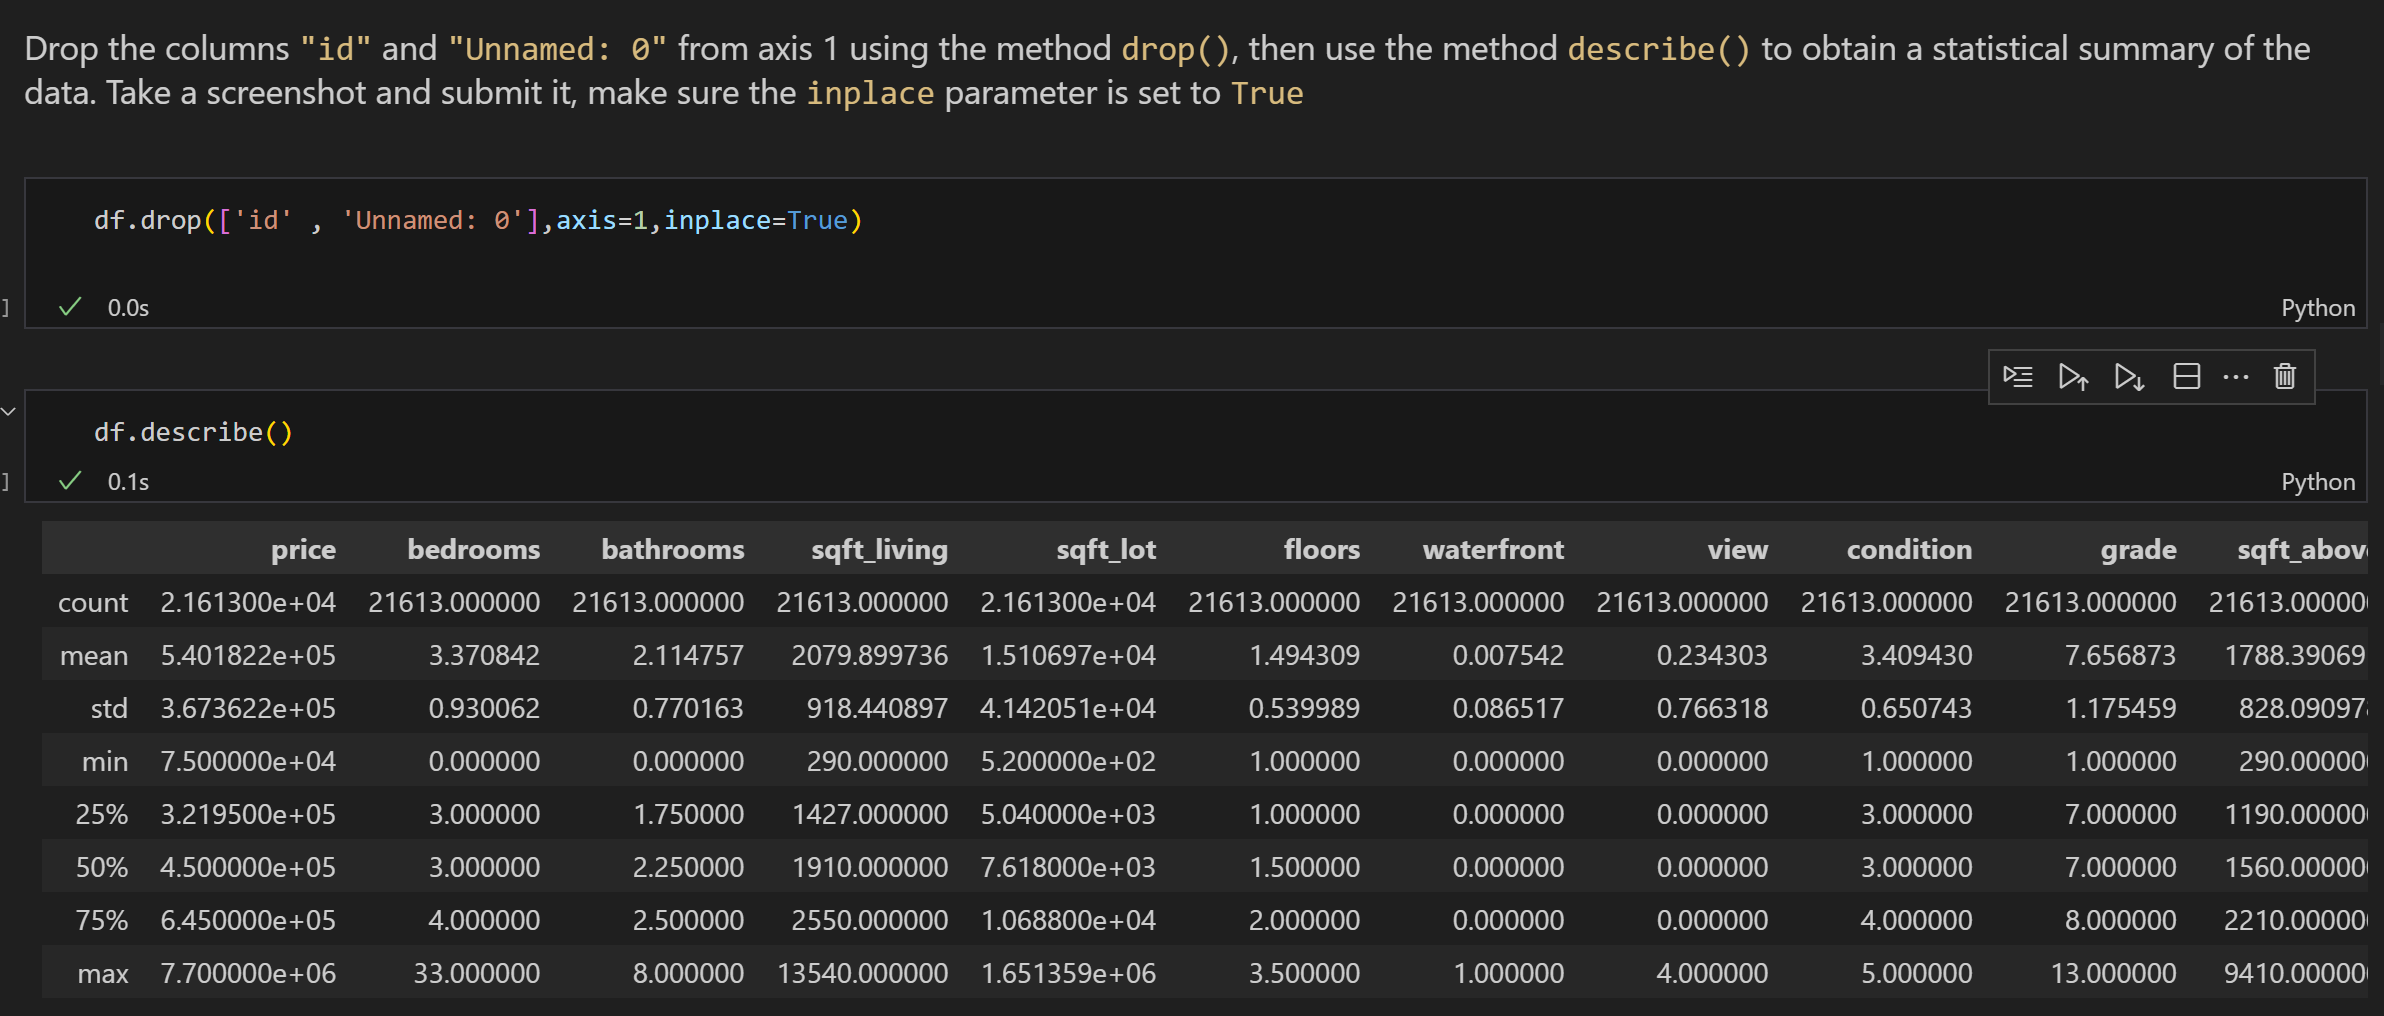 Drop the columns "id" and "Unnamed: 0" from axis 1 using the method drop(), then use the method describe() to obtain a statistical summary of the
data. Take a screenshot and submit it, make sure the inplace parameter is set to True
df.drop(['id' , 'Unnamed: 0'],axis=1,inplace=True)
] 0.0s Python
df.describe()
] 0.1s Python
price bedrooms bathrooms sqft_living sqft_lot floors waterfront view condition grade sqft_above
count 2.161300e+04 21613.000000 21613.000000 21613.000000 2.161300e+04 21613.000000 21613.000000 21613.000000 21613.000000 21613.000000 21613.00000
mean 5.401822e+05 3.370842 2.114757 2079.899736 1.510697e+04 1.494309 0.007542 0.234303 3.409430 7.656873 1788.39069
std 3.673622e+05 0.930062 0.770163 918.440897 4.142051e+04 0.539989 0.086517 0.766318 0.650743 1.175459 828.09097
min 7.500000e+04 0.000000 0.000000 290.000000 5.200000e+02 1.000000 0.000000 0.000000 1.000000 1.000000 290.00000
25% 3.219500e+05 3.000000 1.750000 1427.000000 5.040000e+03 1.000000 0.000000 0.000000 3.000000 7.000000 1190.00000
50% 4.500000e+05 3.000000 2.250000 1910.000000 7.618000e+03 1.500000 0.000000 0.000000 3.000000 7.000000 1560.00000
75% 6.450000e+05 4.000000 2.500000 2550.000000 1.068800e+04 2.000000 0.000000 0.000000 4.000000 8.000000 2210.00000
max 7.700000e+06 33.000000 8.000000 13540.000000 1.651359e+06 3.500000 1.000000 4.000000 5.000000 13.000000 9410.00000